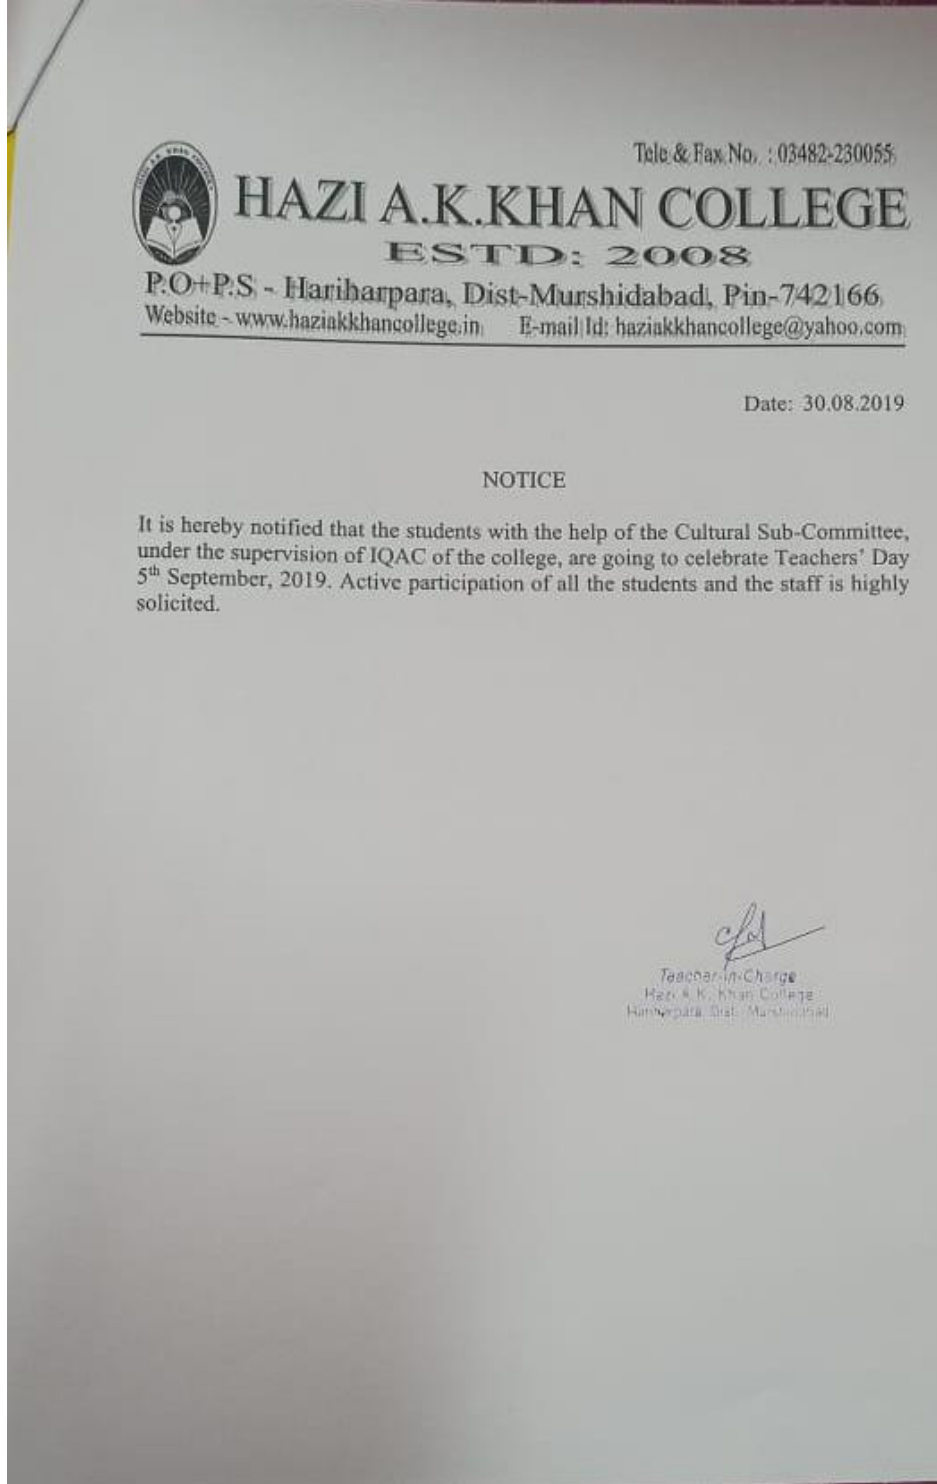 Tele & Fax No. : 03482-230055
HAZI A.K.KHAN COLLEGE
ESTD: 2008
P.O+P.S - Hariharpara, Dist-Murshidabad, Pin-742166
Website - www.haziakkhancollege.in E-mail Id: haziakkhancollege@yahoo.com
Date: 30.08.2019
NOTICE
It is hereby notified that the students with the help of the Cultural Sub-Committee,
under the supervision of IQAC of the college, are going to celebrate Teachers’ Day
5th September, 2019. Active participation of all the students and the staff is highly
solicited.
Teacher-in-Charge
Hazi A.K. Khan College
Hariharpara, Dist.-Murshidabad